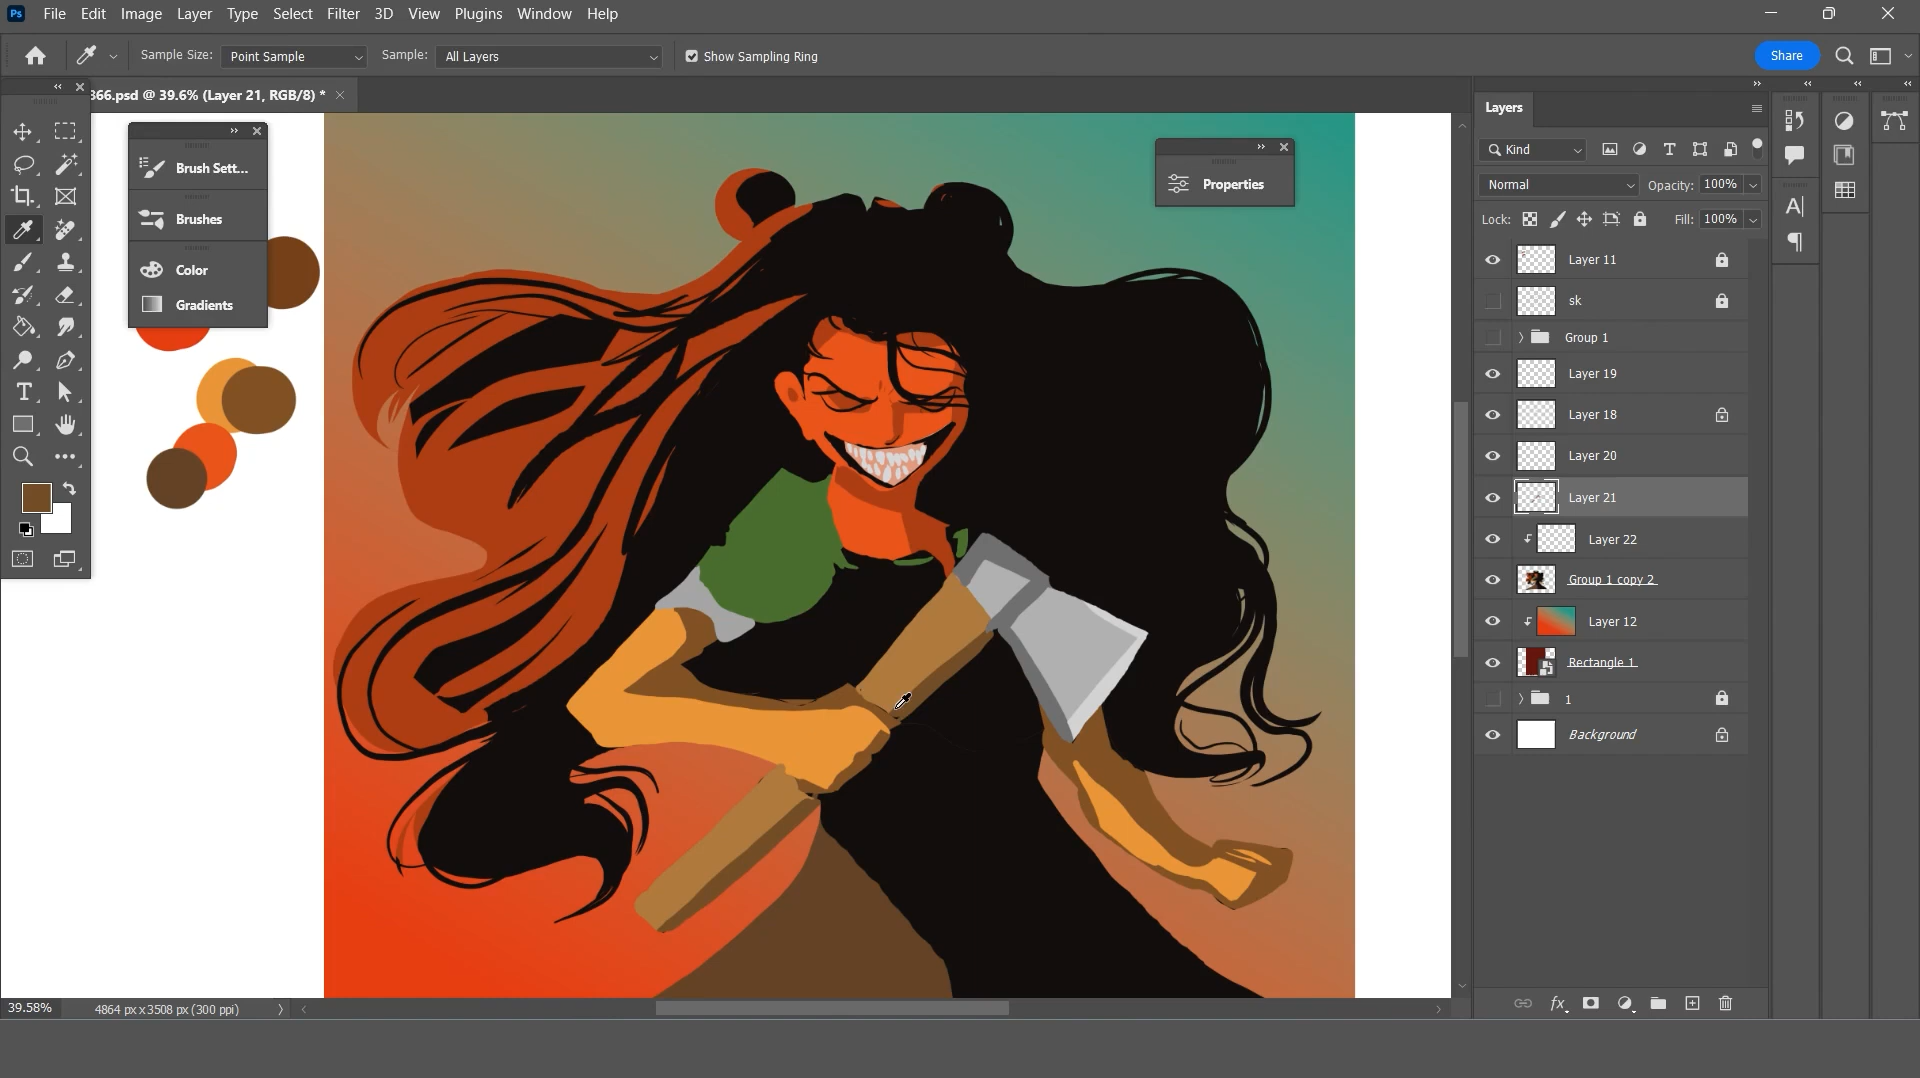 Ps File Edit Image Layer Type Select Filter 3D View Plugins Window Help
Sample Size: Point Sample Sample: All Layers Show Sampling Ring Share
366.psd @ 39.6% (Layer 21, RGB/8) *
Layers
Kind
Brush Sett...
Properties
Normal Opacity: 100%
Brushes
Lock: Fill: 100%
Color
Gradients
Layer 11
sk
Group 1
Layer 19
Layer 18
Layer 20
Layer 21
Layer 22
Group 1 copy 2
Layer 12
Rectangle 1
1
Background
39.58% 4864 px x 3508 px (300 ppi)
fx